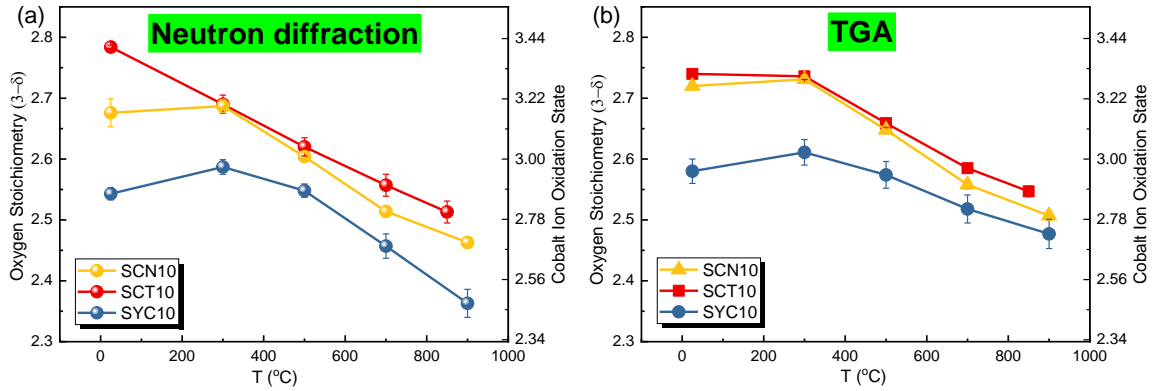 (a)
Neutron diffraction
2.8
2.7
2.6
2.5
2.4
2.3
Oxygen Stoichiometry (3−δ)
3.44
3.22
3.00
2.78
2.56
2.34
Cobalt Ion Oxidation State
SCN10
SCT10
SYC10
0 200 400 600 800 1000
T (°C)
(b)
TGA
2.8
2.7
2.6
2.5
2.4
2.3
Oxygen Stoichiometry (3−δ)
3.44
3.22
3.00
2.78
2.56
2.34
Cobalt Ion Oxidation State
SCN10
SCT10
SYC10
0 200 400 600 800 1000
T (°C)